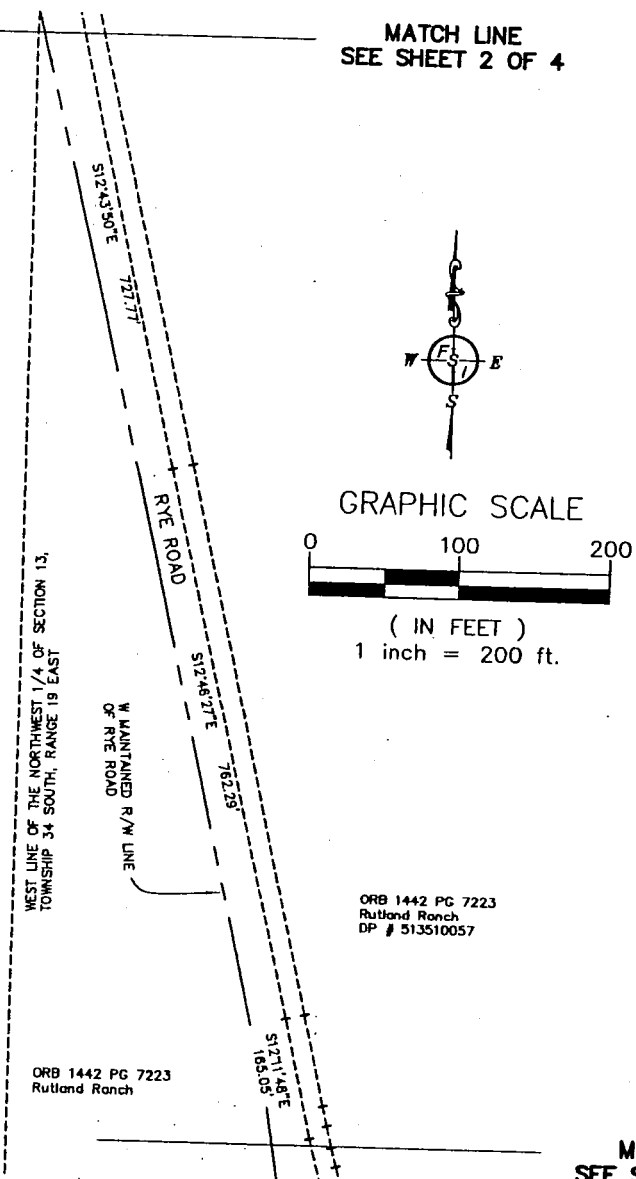 MATCH LINE
SEE SHEET 2 OF 4
S12°43'50"E 727.77'
W E
F S I
S
GRAPHIC SCALE
0 100 200
( IN FEET )
1 inch = 200 ft.
RYE ROAD
S12°46'27"E 762.29'
WEST LINE OF THE NORTHWEST 1/4 OF SECTION 13,
TOWNSHIP 34 SOUTH, RANGE 19 EAST
W MAINTAINED R/W LINE
OF RYE ROAD
ORB 1442 PG 7223
Rutland Ranch
DP # 513510057
S12°11'48"E
165.05'
ORB 1442 PG 7223
Rutland Ranch
M
SEE S